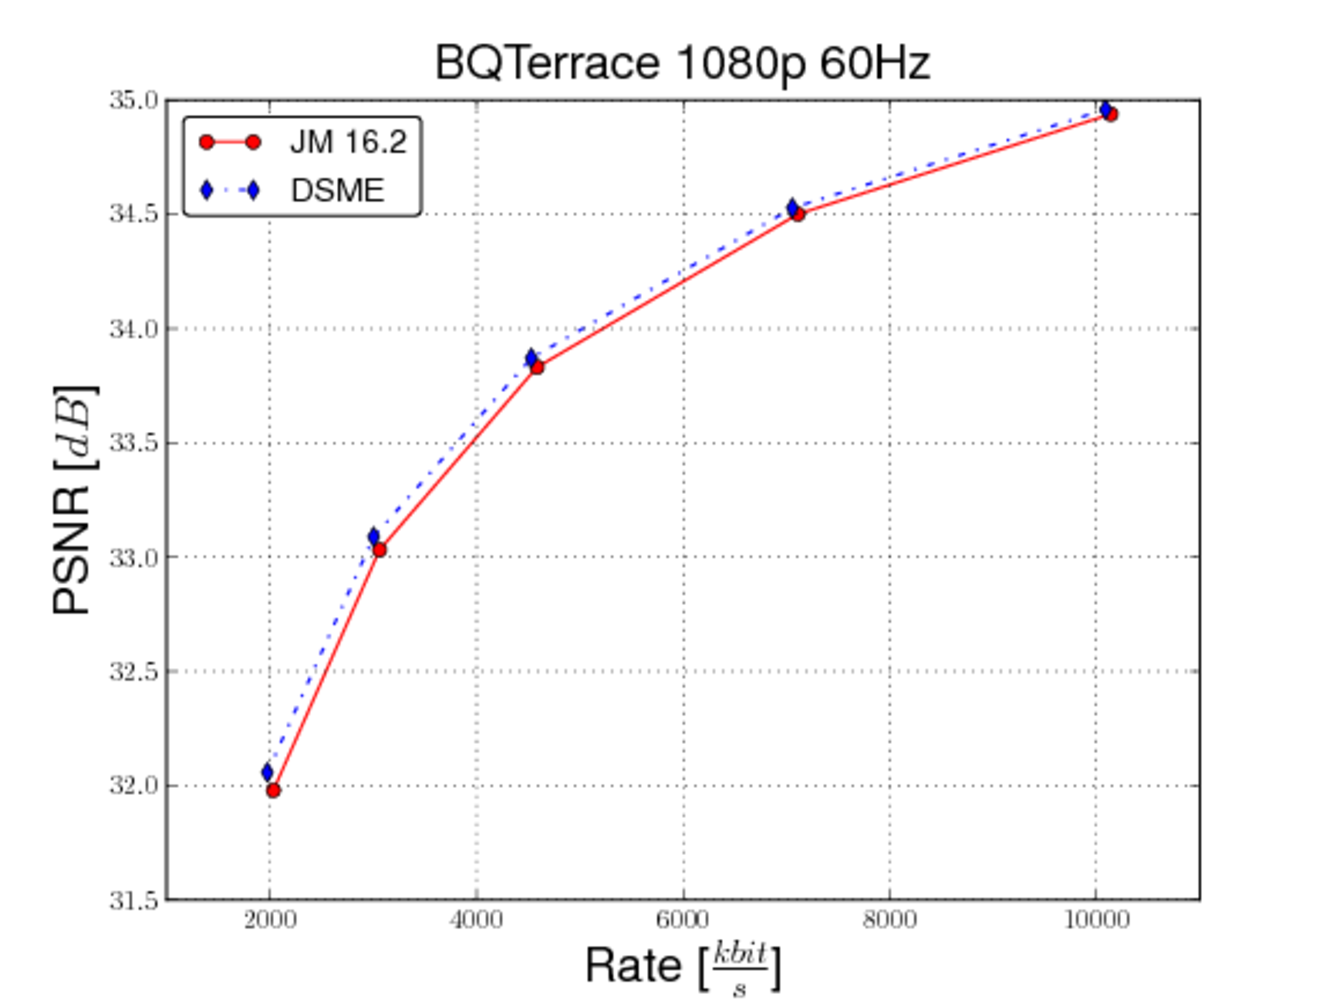 BQTerrace 1080p 60Hz
JM 16.2
DSME
35.0
34.5
34.0
33.5
33.0
32.5
32.0
31.5
PSNR [dB]
2000 4000 6000 8000 10000
Rate [kbit/s]